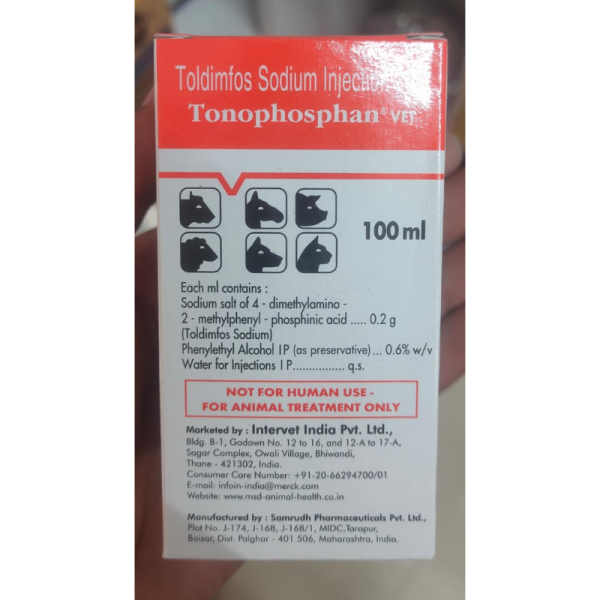 Toldimfos Sodium Injection
Tonophosphan® VET
100 ml
Each ml contains :
Sodium salt of 4 - dimethylamino -
2 - methylphenyl - phosphinic acid ..... 0.2 g
(Toldimfos Sodium)
Phenylethyl Alcohol I P (as preservative)... 0.6% w/v
Water for Injections I P................ q.s.
NOT FOR HUMAN USE -
FOR ANIMAL TREATMENT ONLY
Marketed by : Intervet India Pvt. Ltd.,
Bldg. B-1, Gadown No. 12 to 16, and 12-A to 17-A,
Sagar Complex, Owali Village, Bhiwandi,
Thane - 421302, India.
Consumer Care Number: +91-20-66294700/01
E-mail: infoin-india@merck.com
Website: www.msd-animal-health.co.in
Manufactured by : Samrudh Pharmaceuticals Pvt. Ltd.,
Plot No. J-174, J-168, J-168/1, MIDC,Tarapur,
Boisar, Dist. Palghar - 401 506, Maharashtra, India.